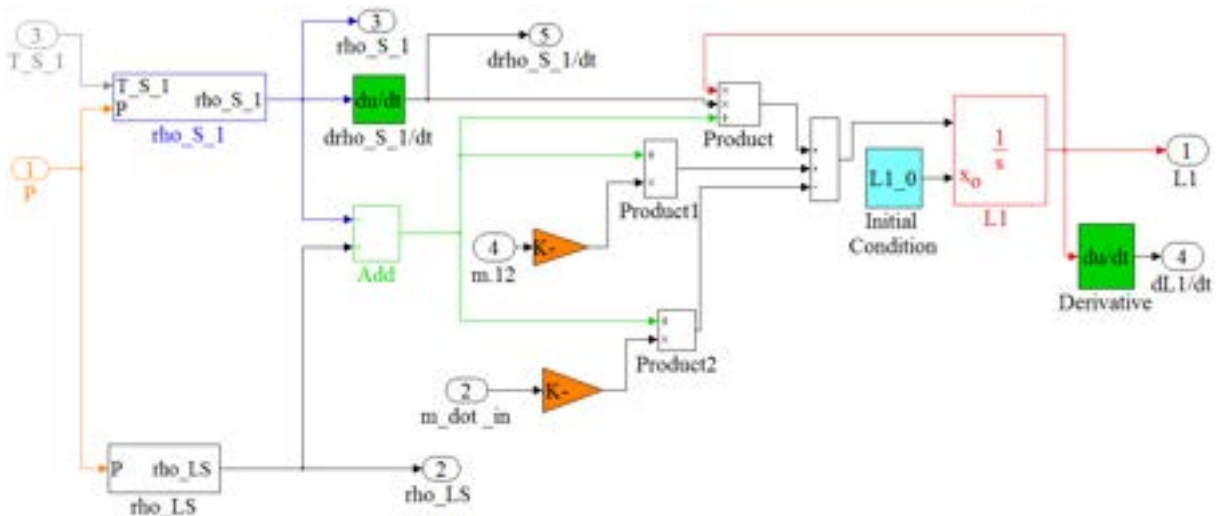 3
T_S_1
T_S_1
P
rho_S_1
rho_S_1
3
rho_S_1
du/dt
drho_S_1/dt
5
drho_S_1/dt
1
P
Product
Product1
Add
4
m.12
K-
L1_0
Initial
Condition
1
s
xo
L1
1
L1
du/dt
Derivative
4
dL1/dt
Product2
2
m_dot _in
K-
P
rho_LS
rho_LS
2
rho_LS